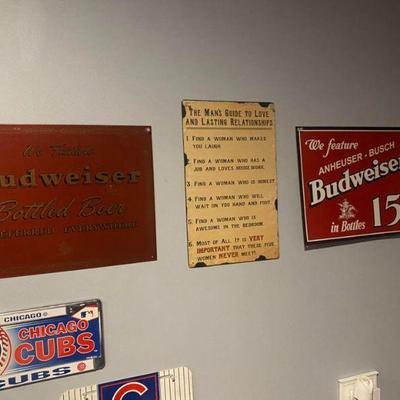 We Feature
Budweiser
Bottled Beer
PREFERRED EVERYWHERE
THE MAN'S GUIDE TO LOVE
AND LASTING RELATIONSHIPS
1. FIND A WOMAN WHO MAKES
YOU LAUGH.
2. FIND A WOMAN WHO HAS A
JOB AND LOVES HOUSEWORK.
3. FIND A WOMAN WHO IS HONEST
4. FIND A WOMAN WHO WILL
WAIT ON YOU HAND AND FOOT.
5. FIND A WOMAN WHO IS
AWESOME IN THE BEDROOM.
6. MOST OF ALL, IT IS VERY
IMPORTANT THAT THESE FIVE
WOMEN NEVER MEET!
We feature
ANHEUSER-BUSCH
Budweiser
in Bottles 15
CHICAGO
CHICAGO
CUBS
CUBS
C